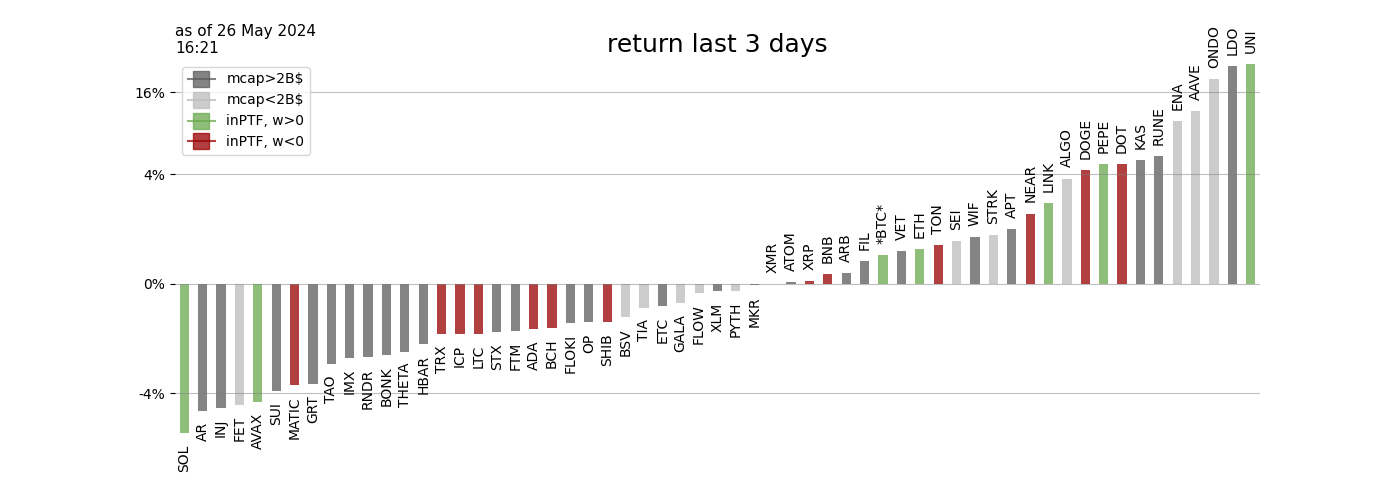 as of 26 May 2024
16:21
return last 3 days
mcap>2B$
mcap<2B$
inPTF, w>0
inPTF, w<0
16%
4%
0%
-4%
SOL
AR
INJ
FET
AVAX
SUI
MATIC
GRT
TAO
IMX
RNDR
BONK
THETA
HBAR
TRX
ICP
LTC
STX
FTM
ADA
BCH
FLOKI
OP
SHIB
BSV
TIA
ETC
GALA
FLOW
XLM
PYTH
MKR
XMR
ATOM
XRP
BNB
ARB
FIL
*BTC*
VET
ETH
TON
SEI
WIF
STRK
APT
NEAR
LINK
ALGO
DOGE
PEPE
DOT
KAS
RUNE
ENA
AAVE
ONDO
LDO
UNI